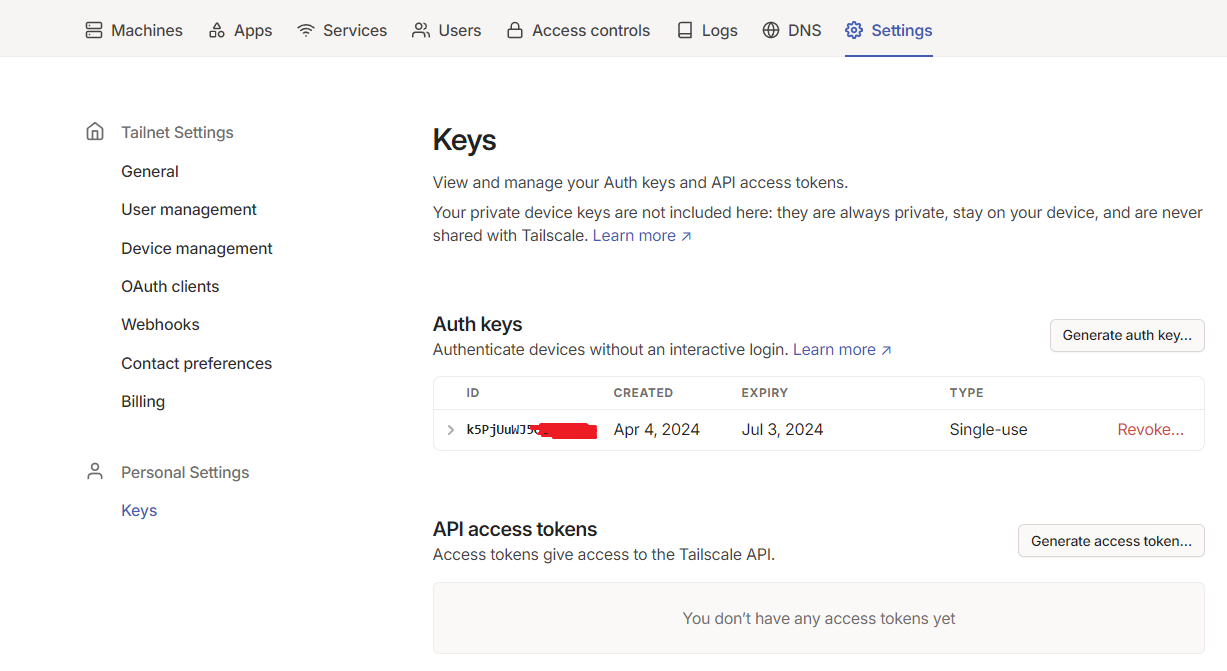 Machines Apps Services Users Access controls Logs DNS Settings
Tailnet Settings
General
User management
Device management
OAuth clients
Webhooks
Contact preferences
Billing
Personal Settings
Keys
Keys
View and manage your Auth keys and API access tokens.
Your private device keys are not included here: they are always private, stay on your device, and are never
shared with Tailscale. Learn more ↗
Auth keys
Authenticate devices without an interactive login. Learn more ↗
Generate auth key...
ID CREATED EXPIRY TYPE
k5PjUuWJ5 Apr 4, 2024 Jul 3, 2024 Single-use Revoke...
API access tokens
Access tokens give access to the Tailscale API.
Generate access token...
You don’t have any access tokens yet